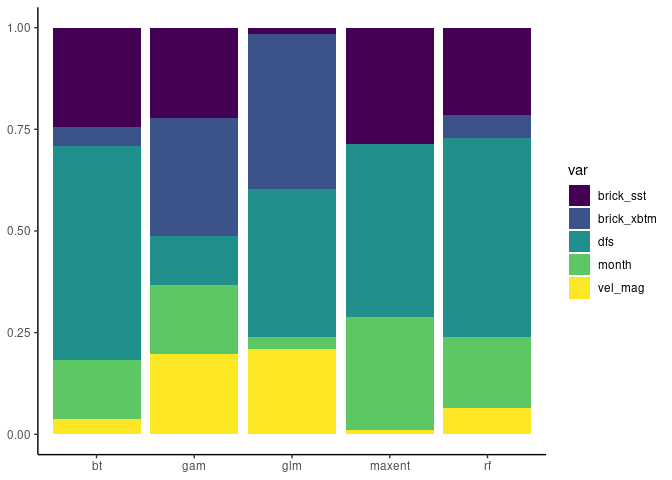 1.00
0.75
0.50
0.25
0.00
bt gam glm maxent rf
var
brick_sst
brick_xbtm
dfs
month
vel_mag